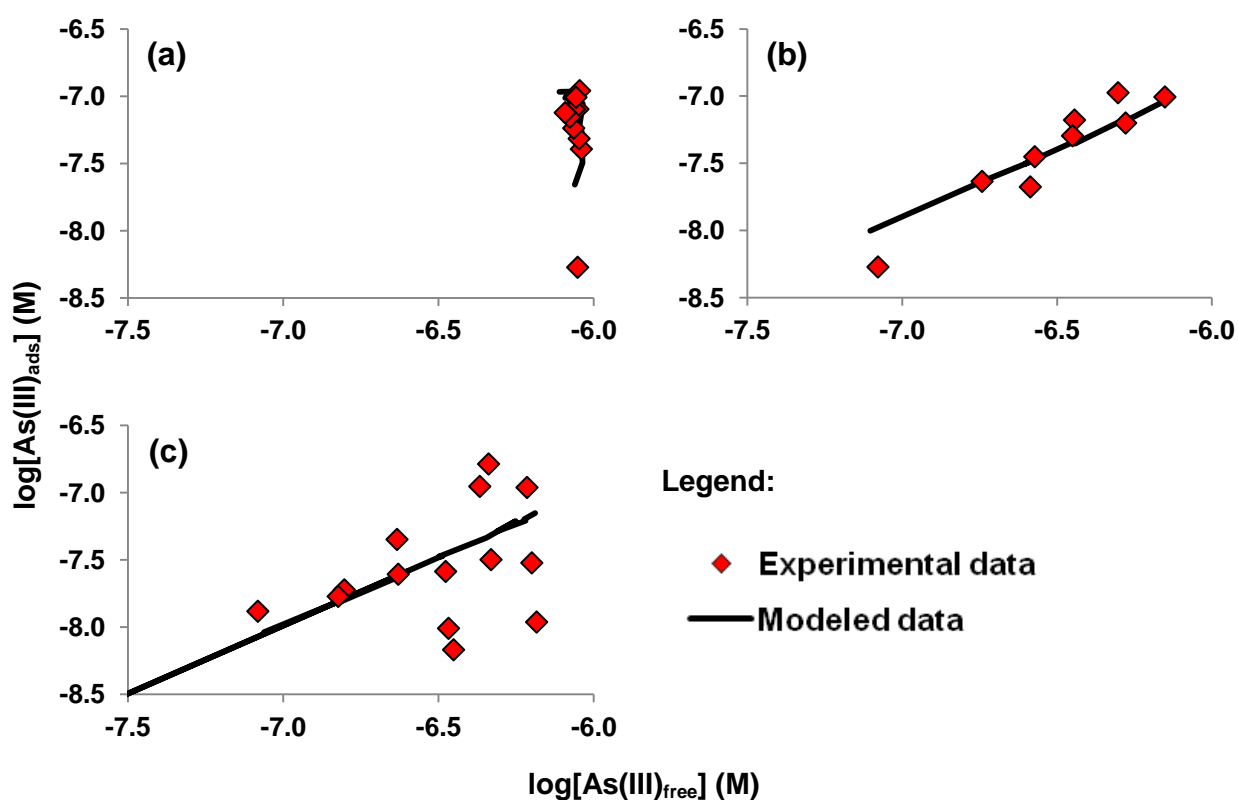 (a)
-6.5
-7.0
-7.5
-8.0
-8.5
-7.5 -7.0 -6.5 -6.0
(b)
-6.5
-7.0
-7.5
-8.0
-8.5
-7.5 -7.0 -6.5 -6.0
log[As(III)ads] (M)
(c)
-6.5
-7.0
-7.5
-8.0
-8.5
-7.5 -7.0 -6.5 -6.0
Legend:
Experimental data
Modeled data
log[As(III)free] (M)